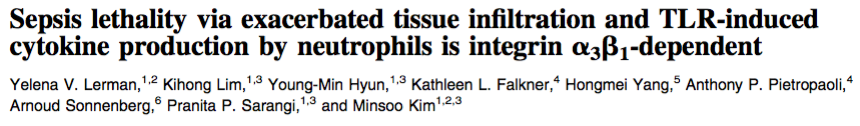 Sepsis lethality via exacerbated tissue infiltration and TLR-induced
cytokine production by neutrophils is integrin α3β1-dependent
Yelena V. Lerman,1,2 Kihong Lim,1,3 Young-Min Hyun,1,3 Kathleen L. Falkner,4 Hongmei Yang,5 Anthony P. Pietropaoli,4
Arnoud Sonnenberg,6 Pranita P. Sarangi,1,3 and Minsoo Kim1,2,3